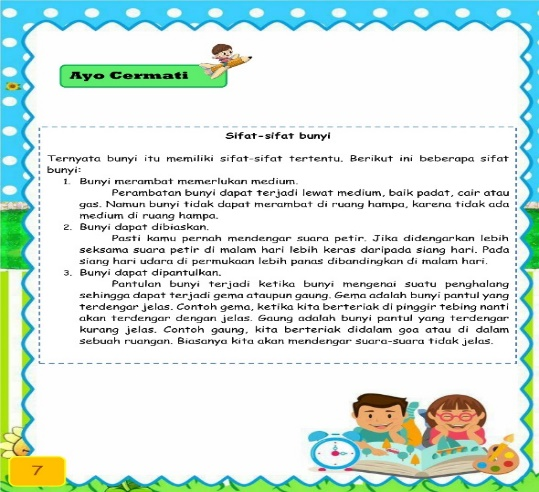 Ayo Cermati
Sifat-sifat bunyi
Ternyata bunyi itu memiliki sifat-sifat tertentu. Berikut ini beberapa sifat
bunyi:
1. Bunyi merambat memerlukan medium.
Perambatan bunyi dapat terjadi lewat medium, baik padat, cair atau
gas. Namun bunyi tidak dapat merambat di ruang hampa, karena tidak ada
medium di ruang hampa.
2. Bunyi dapat dibiaskan.
Pasti kamu pernah mendengar suara petir. Jika didengarkan lebih
seksama suara petir di malam hari lebih keras daripada siang hari. Pada
siang hari udara di permukaan lebih panas dibandingkan di malam hari.
3. Bunyi dapat dipantulkan.
Pantulan bunyi terjadi ketika bunyi mengenai suatu penghalang
sehingga dapat terjadi gema ataupun gaung. Gema adalah bunyi pantul yang
terdengar jelas. Contoh gema, ketika kita berteriak di pinggir tebing nanti
akan terdengar dengan jelas. Gaung adalah bunyi pantul yang terdengar
kurang jelas. Contoh gaung, kita berteriak didalam goa atau di dalam
sebuah ruangan. Biasanya kita akan mendengar suara-suara tidak jelas.
7